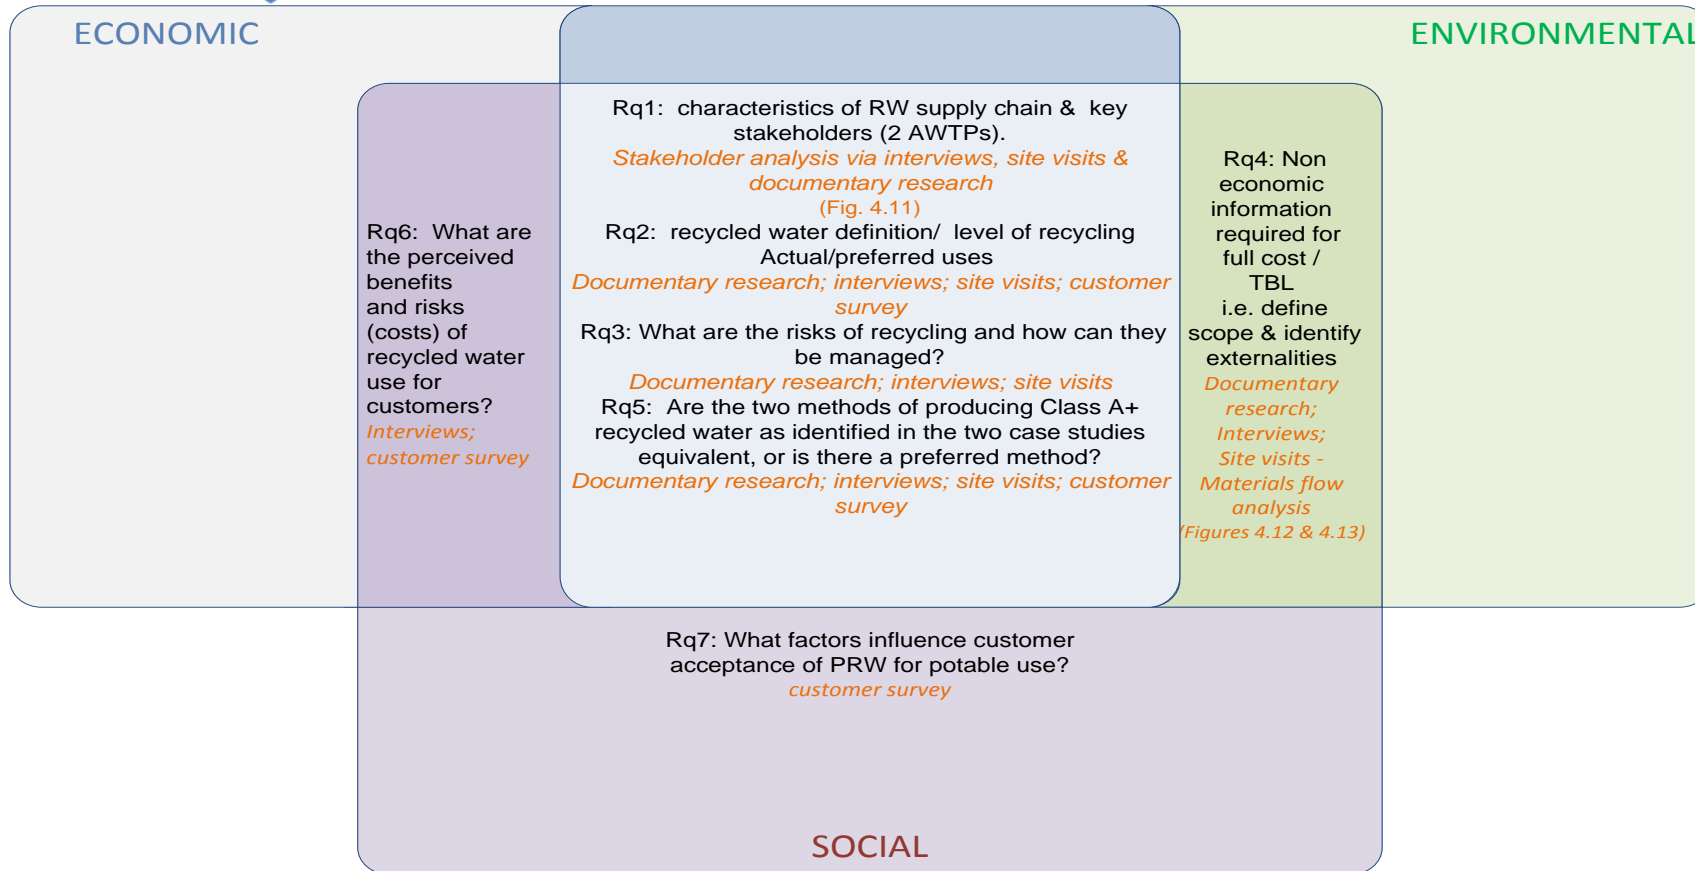 ECONOMIC
ENVIRONMENTAL
Rq1: characteristics of RW supply chain & key
stakeholders (2 AWTPs).
Stakeholder analysis via interviews, site visits &
documentary research
(Fig. 4.11)
Rq2: recycled water definition/ level of recycling
Actual/preferred uses
Documentary research; interviews; site visits; customer
survey
Rq3: What are the risks of recycling and how can they
be managed?
Documentary research; interviews; site visits
Rq5: Are the two methods of producing Class A+
recycled water as identified in the two case studies
equivalent, or is there a preferred method?
Documentary research; interviews; site visits; customer
survey
Rq6: What are
the perceived
benefits
and risks
(costs) of
recycled water
use for
customers?
Interviews;
customer survey
Rq4: Non
economic
information
required for
full cost /
TBL
i.e. define
scope & identify
externalities
Documentary
research;
Interviews;
Site visits -
Materials flow
analysis
(Figures 4.12 & 4.13)
Rq7: What factors influence customer
acceptance of PRW for potable use?
customer survey
SOCIAL